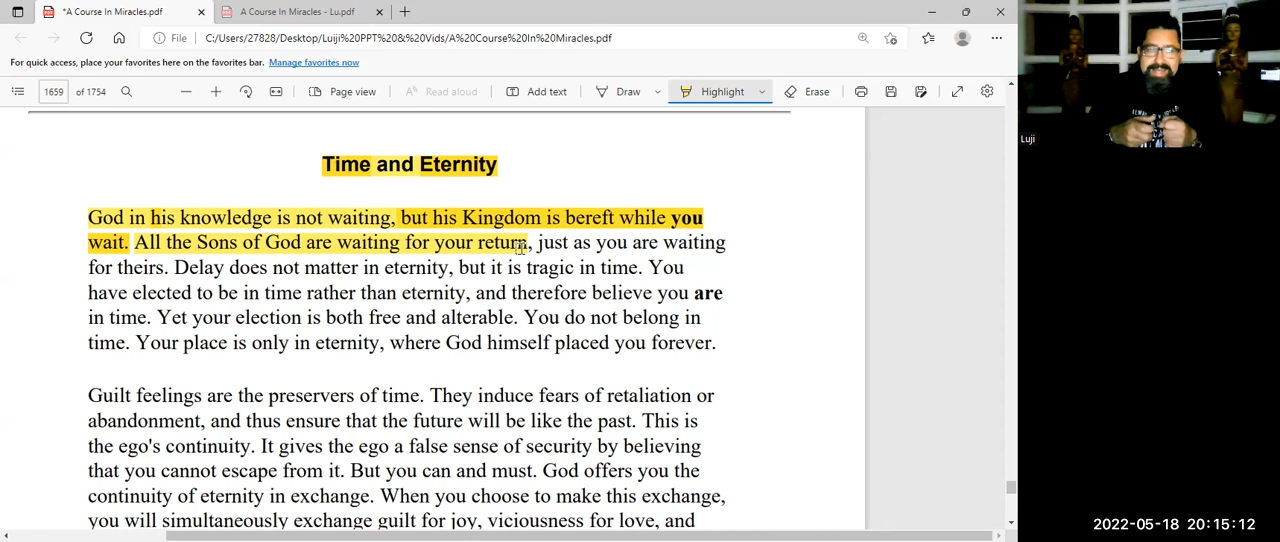 *A Course In Miracles.pdf
A Course In Miracles - Lu.pdf
File
C:/Users/27828/Desktop/Luiji%20PPT%20&%20Vids/A%20Course%20In%20Miracles.pdf
For quick access, place your favorites here on the favorites bar. Manage favorites now
1659 of 1754
Page view
Read aloud
Add text
Draw
Highlight
Erase
Time and Eternity
God in his knowledge is not waiting, but his Kingdom is bereft while you
wait. All the Sons of God are waiting for your return, just as you are waiting
for theirs. Delay does not matter in eternity, but it is tragic in time. You
have elected to be in time rather than eternity, and therefore believe you are
in time. Yet your election is both free and alterable. You do not belong in
time. Your place is only in eternity, where God himself placed you forever.
Guilt feelings are the preservers of time. They induce fears of retaliation or
abandonment, and thus ensure that the future will be like the past. This is
the ego's continuity. It gives the ego a false sense of security by believing
that you cannot escape from it. But you can and must. God offers you the
continuity of eternity in exchange. When you choose to make this exchange,
you will simultaneously exchange guilt for joy, viciousness for love, and
Luji
2022-05-18 20:15:12